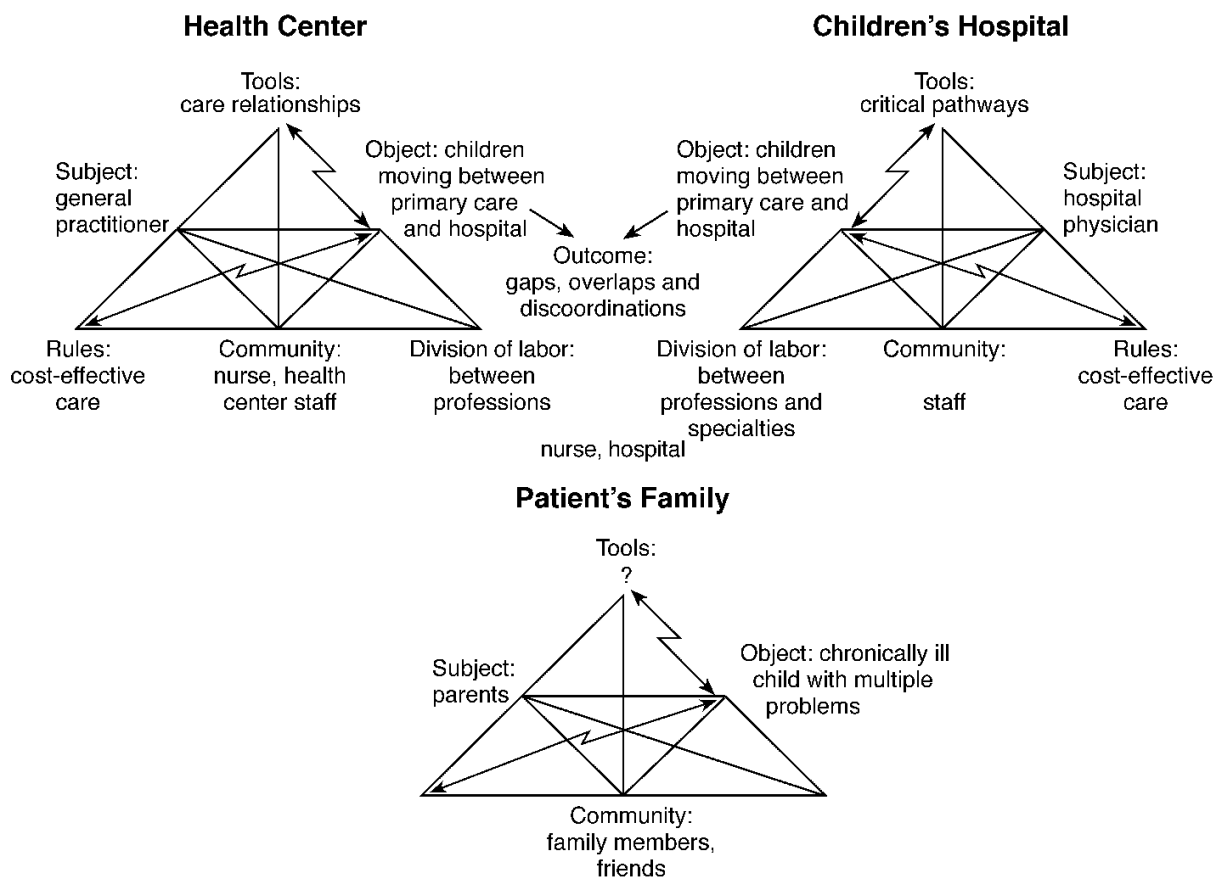 Health Center
Tools:
care relationships
Subject:
general
practitioner
Object: children
moving between
primary care
and hospital
Rules:
cost-effective
care
Community:
nurse, health
center staff
Division of labor:
between
professions
Outcome:
gaps, overlaps and
discoordinations
Children's Hospital
Tools:
critical pathways
Object: children
moving between
primary care and
hospital
Subject:
hospital
physician
Division of labor:
between
professions and
specialties
Community:
staff
Rules:
cost-effective
care
nurse, hospital
Patient's Family
Tools:
?
Subject:
parents
Object: chronically ill
child with multiple
problems
Community:
family members,
friends